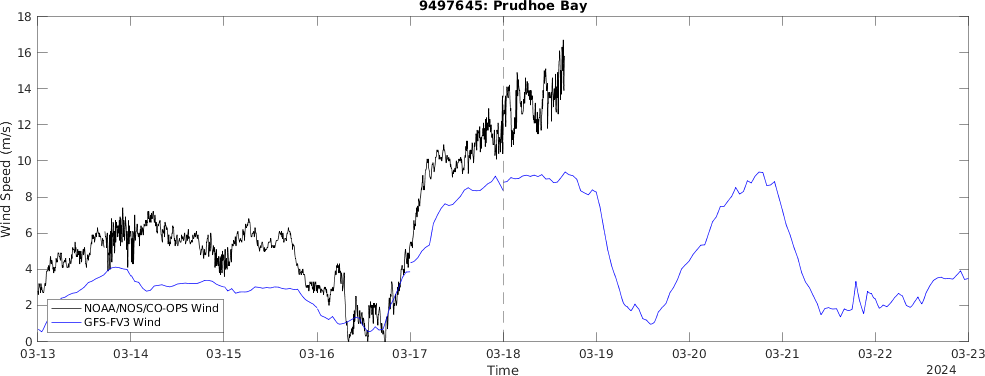 9497645: Prudhoe Bay
Wind Speed (m/s)
18
16
14
12
10
8
6
4
2
0
NOAA/NOS/CO-OPS Wind
GFS-FV3 Wind
03-13 03-14 03-15 03-16 03-17 03-18 03-19 03-20 03-21 03-22 03-23
Time
2024